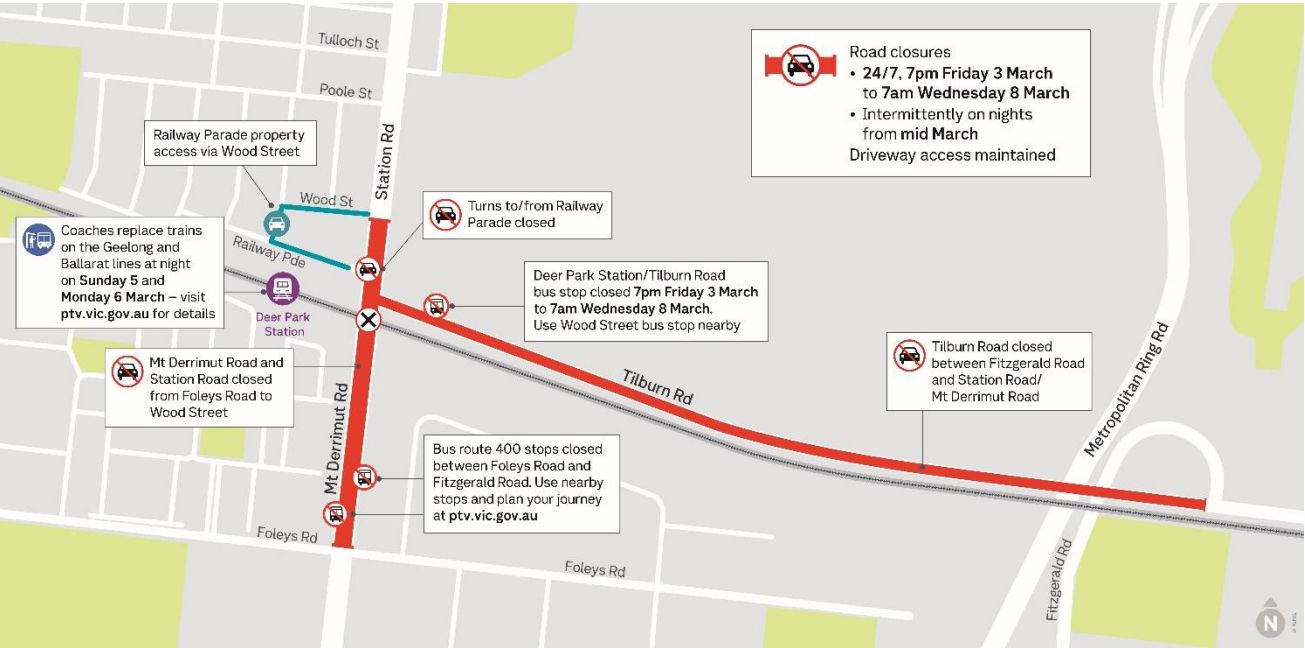 Tulloch St
Poole St
Station Rd
Road closures
• 24/7, 7pm Friday 3 March
to 7am Wednesday 8 March
• Intermittently on nights
from mid March
Driveway access maintained
Railway Parade property
access via Wood Street
Wood St
Railway Pde
Turns to/from Railway
Parade closed
Coaches replace trains
on the Geelong and
Ballarat lines at night
on Sunday 5 and
Monday 6 March – visit
ptv.vic.gov.au for details
Deer Park
Station
Deer Park Station/Tilburn Road
bus stop closed 7pm Friday 3 March
to 7am Wednesday 8 March.
Use Wood Street bus stop nearby
Mt Derrimut Road and
Station Road closed
from Foleys Road to
Wood Street
Mt Derrimut Rd
Tilburn Rd
Tilburn Road closed
between Fitzgerald Road
and Station Road/
Mt Derrimut Road
Metropolitan Ring Rd
Bus route 400 stops closed
between Foleys Road and
Fitzgerald Road. Use nearby
stops and plan your journey
at ptv.vic.gov.au
Foleys Rd
Foleys Rd
Fitzgerald Rd
N